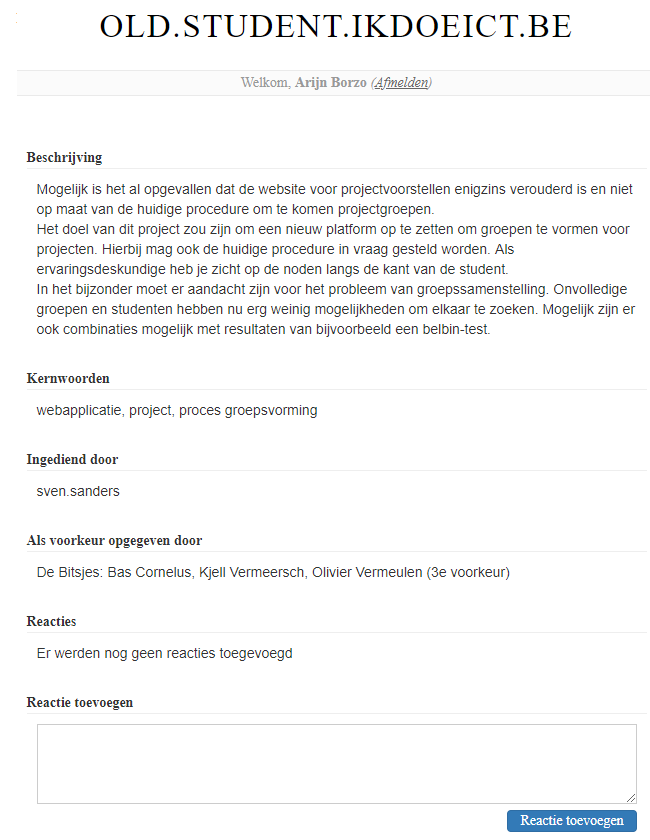 OLD.STUDENT.IKDOEICT.BE
Welkom, Arijn Borzo (Afmelden)
Beschrijving
Mogelijk is het al opgevallen dat de website voor projectvoorstellen enigzins verouderd is en niet
op maat van de huidige procedure om te komen projectgroepen.
Het doel van dit project zou zijn om een nieuw platform op te zetten om groepen te vormen voor
projecten. Hierbij mag ook de huidige procedure in vraag gesteld worden. Als
ervaringsdeskundige heb je zicht op de noden langs de kant van de student.
In het bijzonder moet er aandacht zijn voor het probleem van groepssamenstelling. Onvolledige
groepen en studenten hebben nu erg weinig mogelijkheden om elkaar te zoeken. Mogelijk zijn er
ook combinaties mogelijk met resultaten van bijvoorbeeld een belbin-test.
Kernwoorden
webapplicatie, project, proces groepsvorming
Ingediend door
sven.sanders
Als voorkeur opgegeven door
De Bitsjes: Bas Cornelus, Kjell Vermeersch, Olivier Vermeulen (3e voorkeur)
Reacties
Er werden nog geen reacties toegevoegd
Reactie toevoegen
Reactie toevoegen